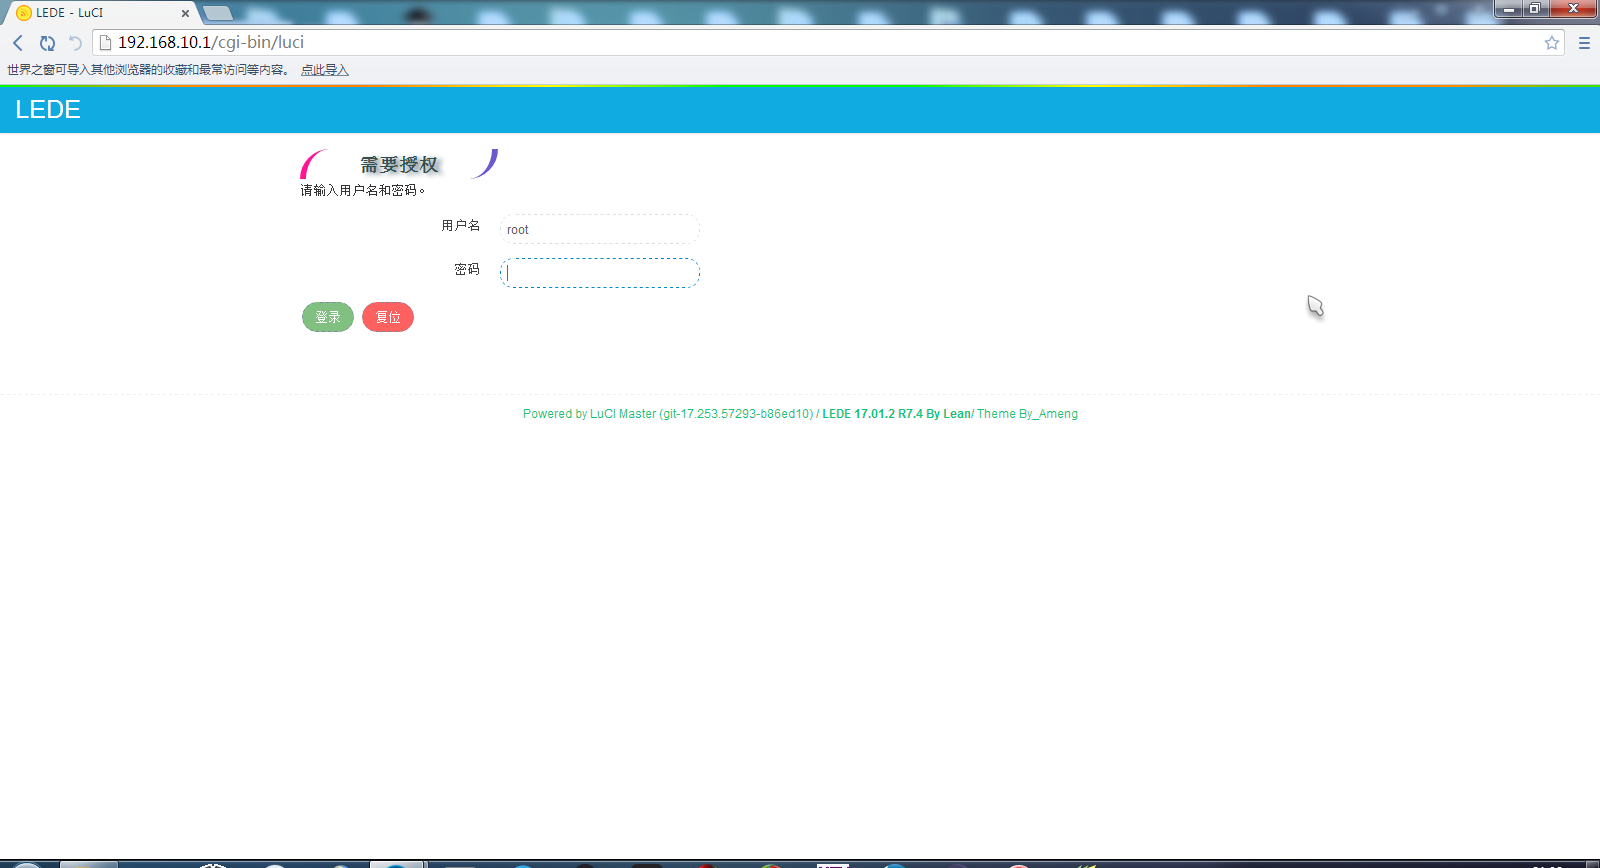 LEDE - LuCI
192.168.10.1/cgi-bin/luci
世界之窗可导入其他浏览器的收藏和最常访问等内容。 点此导入
LEDE
需要授权
请输入用户名和密码。
用户名 root
密码
登录 复位
Powered by LuCI Master (git-17.253.57293-b86ed10) / LEDE 17.01.2 R7.4 By Lean/ Theme By_Ameng